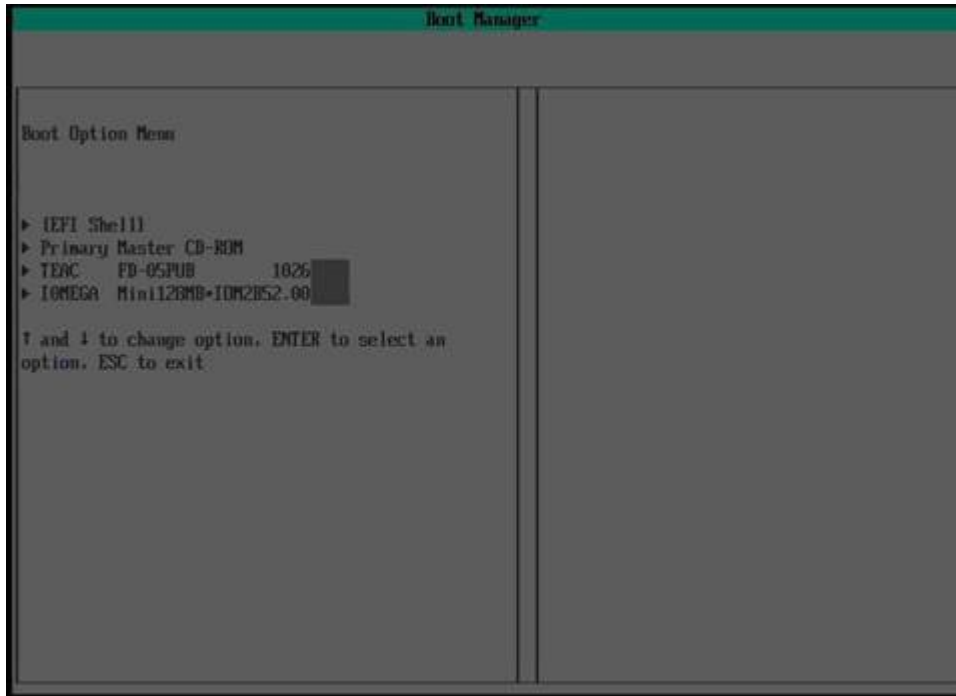 Boot Manager
Boot Option Menu
▶ [EFI Shell]
▶ Primary Master CD-ROM
▶ TEAC FD-05PUB 1026
▶ IOMEGA Mini128MB*IOM2B52.00
↑ and ↓ to change option, ENTER to select an
option, ESC to exit